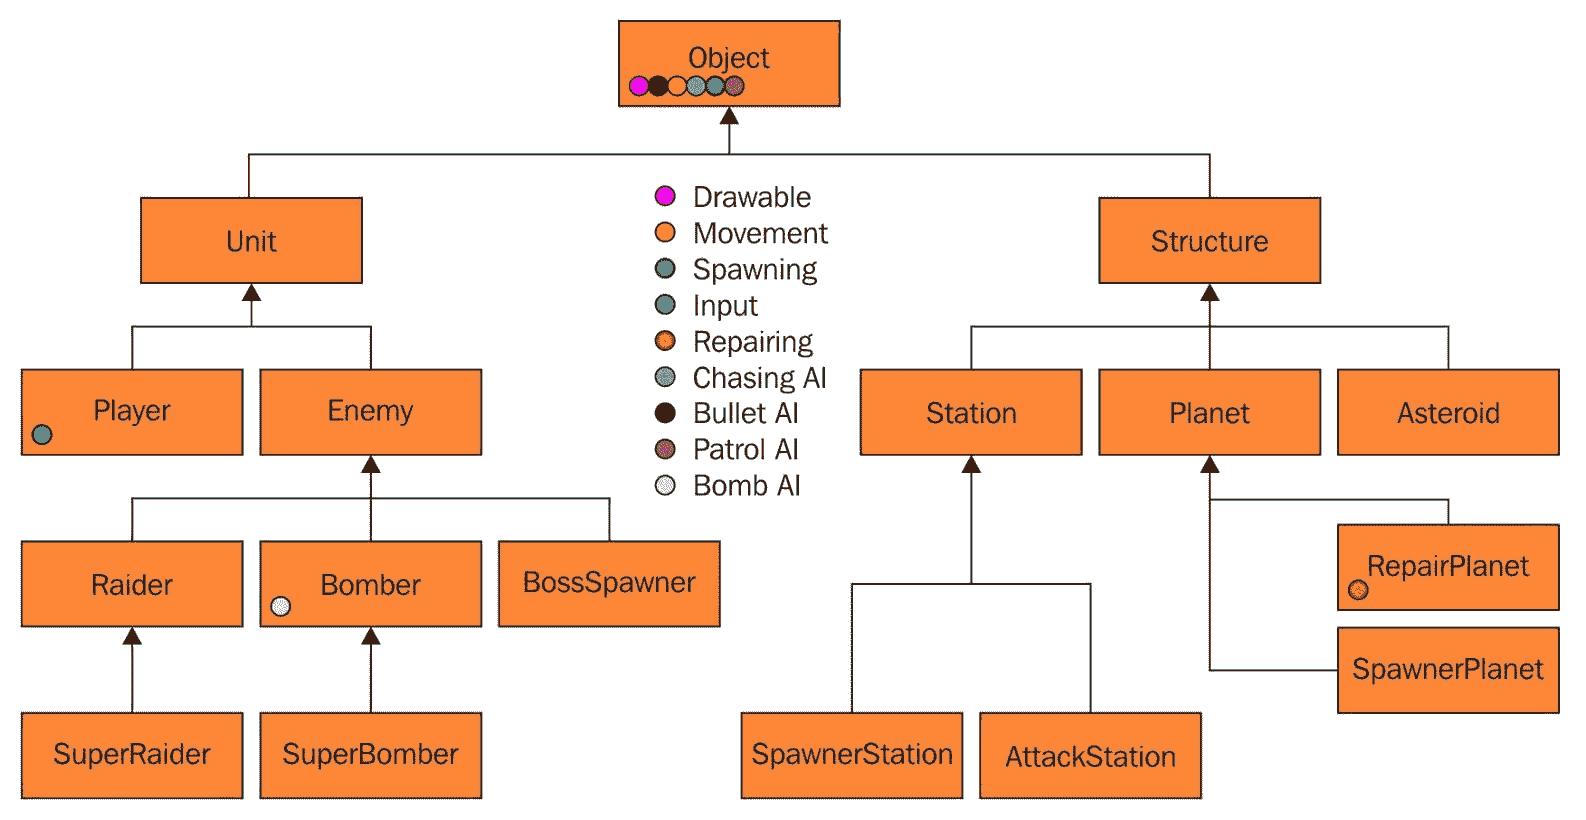 Object
Unit
Structure
Drawable
Movement
Spawning
Input
Repairing
Chasing AI
Bullet AI
Patrol AI
Bomb AI
Player
Enemy
Station
Planet
Asteroid
Raider
Bomber
BossSpawner
RepairPlanet
SpawnerPlanet
SuperRaider
SuperBomber
SpawnerStation
AttackStation